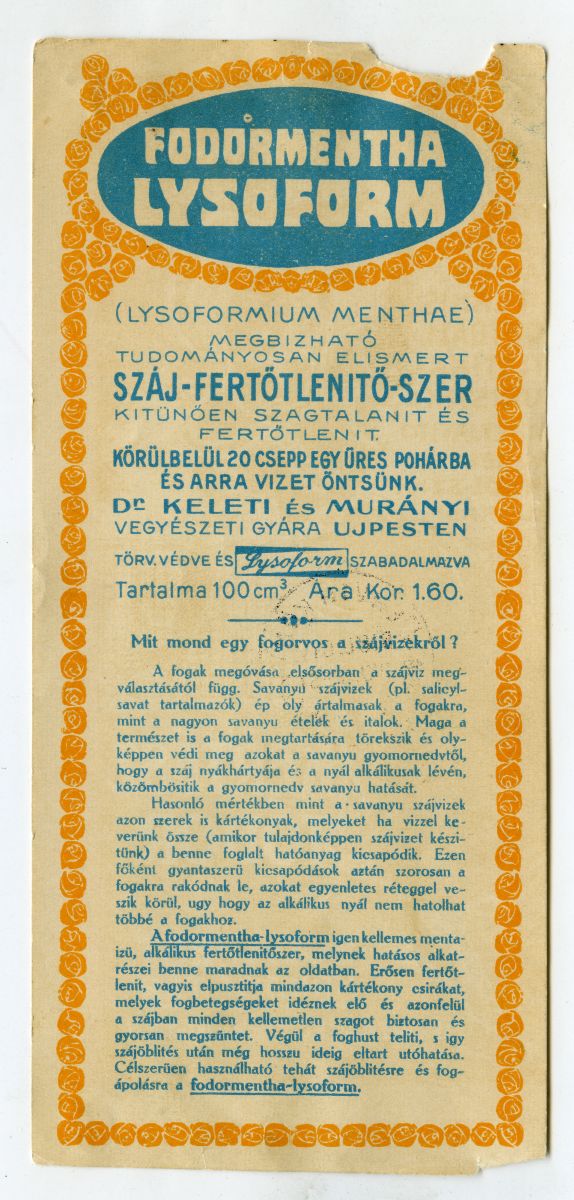 FODORMENTHA
LYSOFORM
(LYSOFORMIUM MENTHAE)
MEGBIZHATÓ
TUDOMÁNYOSAN ELISMERT
SZÁJ-FERTŐTLENITŐ-SZER
KITÜNŐEN SZAGTALANIT ÉS
FERTŐTLENIT.
KÖRÜLBELÜL 20 CSEPP EGY ÜRES POHÁRBA
ÉS ARRA VIZET ÖNTSÜNK.
Dr. KELETI ÉS MURÁNYI
VEGYÉSZETI GYÁRA UJPESTEN
TÖRV. VÉDVE ÉS Lysoform SZABADALMAZVA
Tartalma 100 cm³ Ára Kor. 1.60.
Mit mond egy fogorvos a szájvizekről?
A fogak megóvása elsősorban a szájviz meg-
választásától függ. Savanyu szájvizek (pl. salicyl-
savat tartalmazók) ép oly ártalmasak a fogakra,
mint a nagyon savanyu ételek és italok. Maga a
természet is a fogak megtartására törekszik és oly-
képpen védi meg azokat a savanyu gyomornedvtől,
hogy a száj nyákhártyája és a nyál alkálikusak lévén,
közömbösitik a gyomornedv savanyu hatását.
Hasonló mértékben mint a savanyu szájvizek
azon szerek is kártékonyak, melyeket ha vizzel ke-
verünk össze (amikor tulajdonképpen szájvizet készi-
tünk) a benne foglalt hatóanyag kicsapódik. Ezen
főként gyantaszerü kicsapódások aztán szorosan a
fogakra rakódnak le, azokat egyenletes réteggel ve-
szik körül, ugy hogy az alkálikus nyál nem hatolhat
többé a fogakhoz.
A fodormentha-lysoform igen kellemes menta-
izü, alkálikus fertőtlenitőszer, melynek hatásos alkat-
részei benne maradnak az oldatban. Erősen fertőt-
lenit, vagyis elpusztitja mindazon kártékony csirákat,
melyek fogbetegségeket idéznek elő és azonfelül
a szájban minden kellemetlen szagot biztosan és
gyorsan megszüntet. Végül a foghust teliti, s igy
szájöblités után még hosszu ideig eltart utóhatása.
Célszerüen használható tehát szájöblitésre és fog-
ápolásra a fodormentha-lysoform.